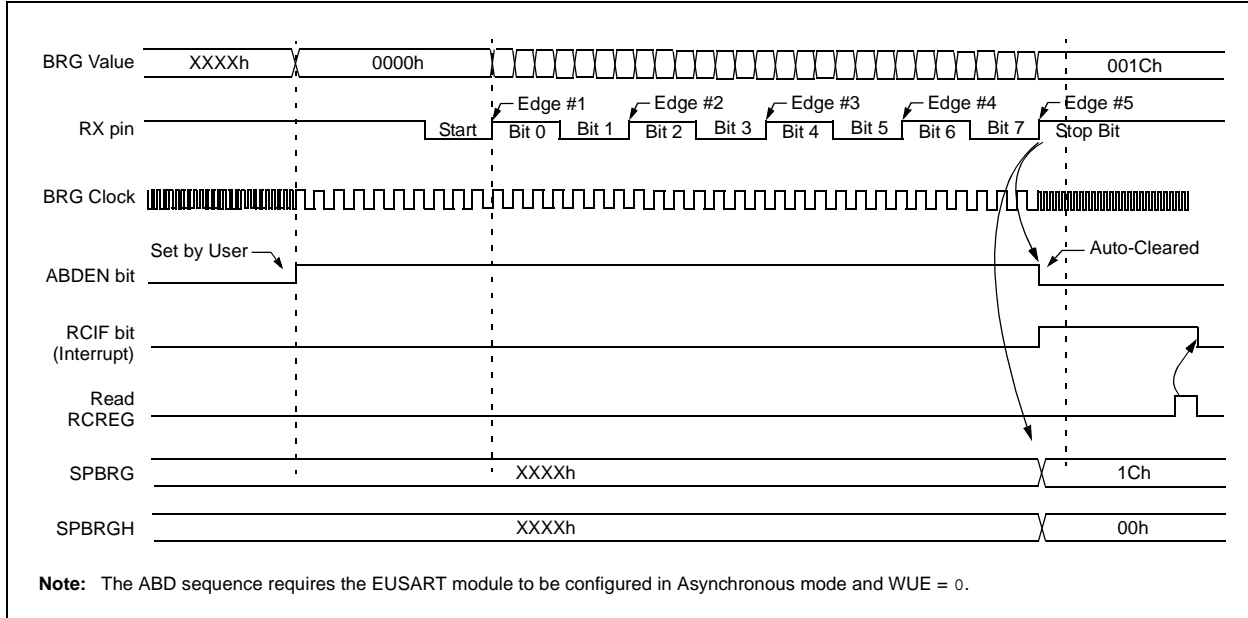 BRG Value XXXXh 0000h 001Ch
Edge #1 Edge #2 Edge #3 Edge #4 Edge #5
RX pin Start Bit 0 Bit 1 Bit 2 Bit 3 Bit 4 Bit 5 Bit 6 Bit 7 Stop Bit
BRG Clock
Set by User Auto-Cleared
ABDEN bit
RCIF bit
(Interrupt)
Read
RCREG
SPBRG XXXXh 1Ch
SPBRGH XXXXh 00h
Note: The ABD sequence requires the EUSART module to be configured in Asynchronous mode and WUE = 0.